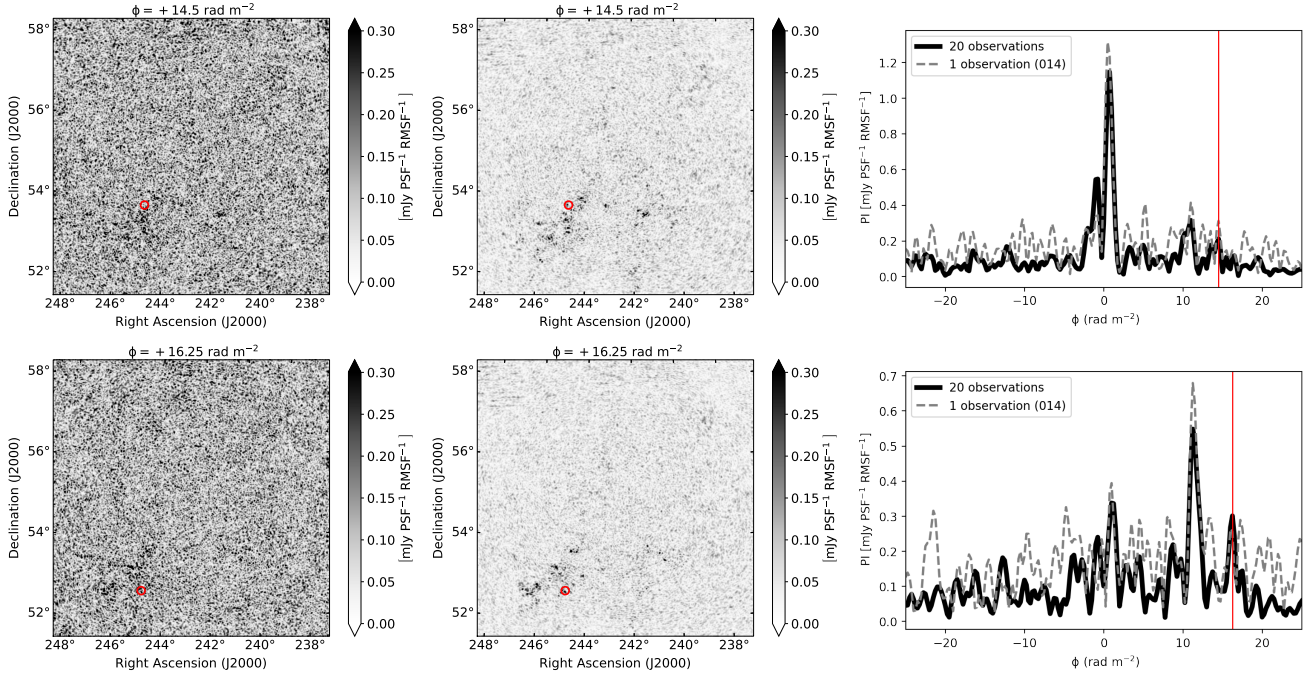 ϕ = +14.5 rad m⁻²
58°
56°
54°
52°
248° 246° 244° 242° 240° 238°
Right Ascension (J2000)
Declination (J2000)
0.30
0.25
0.20
0.15
0.10
0.05
0.00
[mJy PSF⁻¹ RMSF⁻¹ ]
ϕ = +14.5 rad m⁻²
58°
56°
54°
52°
248° 246° 244° 242° 240° 238°
Right Ascension (J2000)
Declination (J2000)
0.30
0.25
0.20
0.15
0.10
0.05
0.00
[mJy PSF⁻¹ RMSF⁻¹ ]
20 observations
1 observation (014)
1.2
1.0
0.8
0.6
0.4
0.2
0.0
−20 −10 0 10 20
ϕ (rad m⁻²)
PI [mJy PSF⁻¹ RMSF⁻¹]
ϕ = +16.25 rad m⁻²
58°
56°
54°
52°
248° 246° 244° 242° 240° 238°
Right Ascension (J2000)
Declination (J2000)
0.30
0.25
0.20
0.15
0.10
0.05
0.00
[mJy PSF⁻¹ RMSF⁻¹ ]
ϕ = +16.25 rad m⁻²
58°
56°
54°
52°
248° 246° 244° 242° 240° 238°
Right Ascension (J2000)
Declination (J2000)
0.30
0.25
0.20
0.15
0.10
0.05
0.00
[mJy PSF⁻¹ RMSF⁻¹ ]
20 observations
1 observation (014)
0.7
0.6
0.5
0.4
0.3
0.2
0.1
0.0
−20 −10 0 10 20
ϕ (rad m⁻²)
PI [mJy PSF⁻¹ RMSF⁻¹]